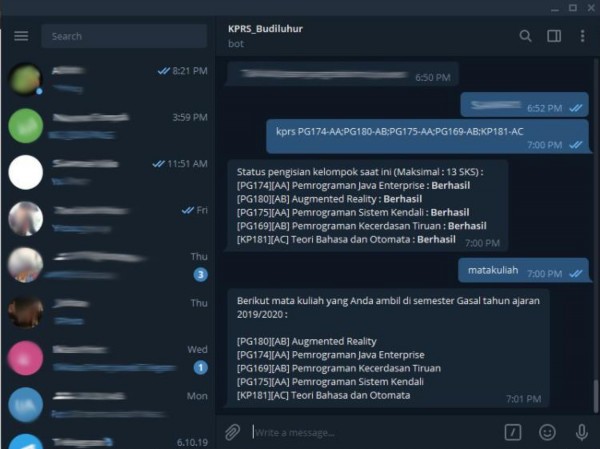 Search
8:21 PM
3:59 PM
11:51 AM
Fri
Thu
3
Thu
Wed
1
Mon
6.10.19
KPRS_Budiluhur
bot
6:50 PM
6:52 PM
kprs PG174-AA;PG180-AB;PG175-AA;PG169-AB;KP181-AC
7:00 PM
Status pengisian kelompok saat ini (Maksimal : 13 SKS) :
[PG174][AA] Pemrograman Java Enterprise : Berhasil
[PG180][AB] Augmented Reality : Berhasil
[PG175][AA] Pemrograman Sistem Kendali : Berhasil
[PG169][AB] Pemrograman Kecerdasan Tiruan : Berhasil
[KP181][AC] Teori Bahasa dan Otomata : Berhasil
7:00 PM
matakuliah 7:00 PM
Berikut mata kuliah yang Anda ambil di semester Gasal tahun ajaran
2019/2020 :
[PG180][AB] Augmented Reality
[PG174][AA] Pemrograman Java Enterprise
[PG169][AB] Pemrograman Kecerdasan Tiruan
[PG175][AA] Pemrograman Sistem Kendali
[KP181][AC] Teori Bahasa dan Otomata
7:01 PM
Write a message...